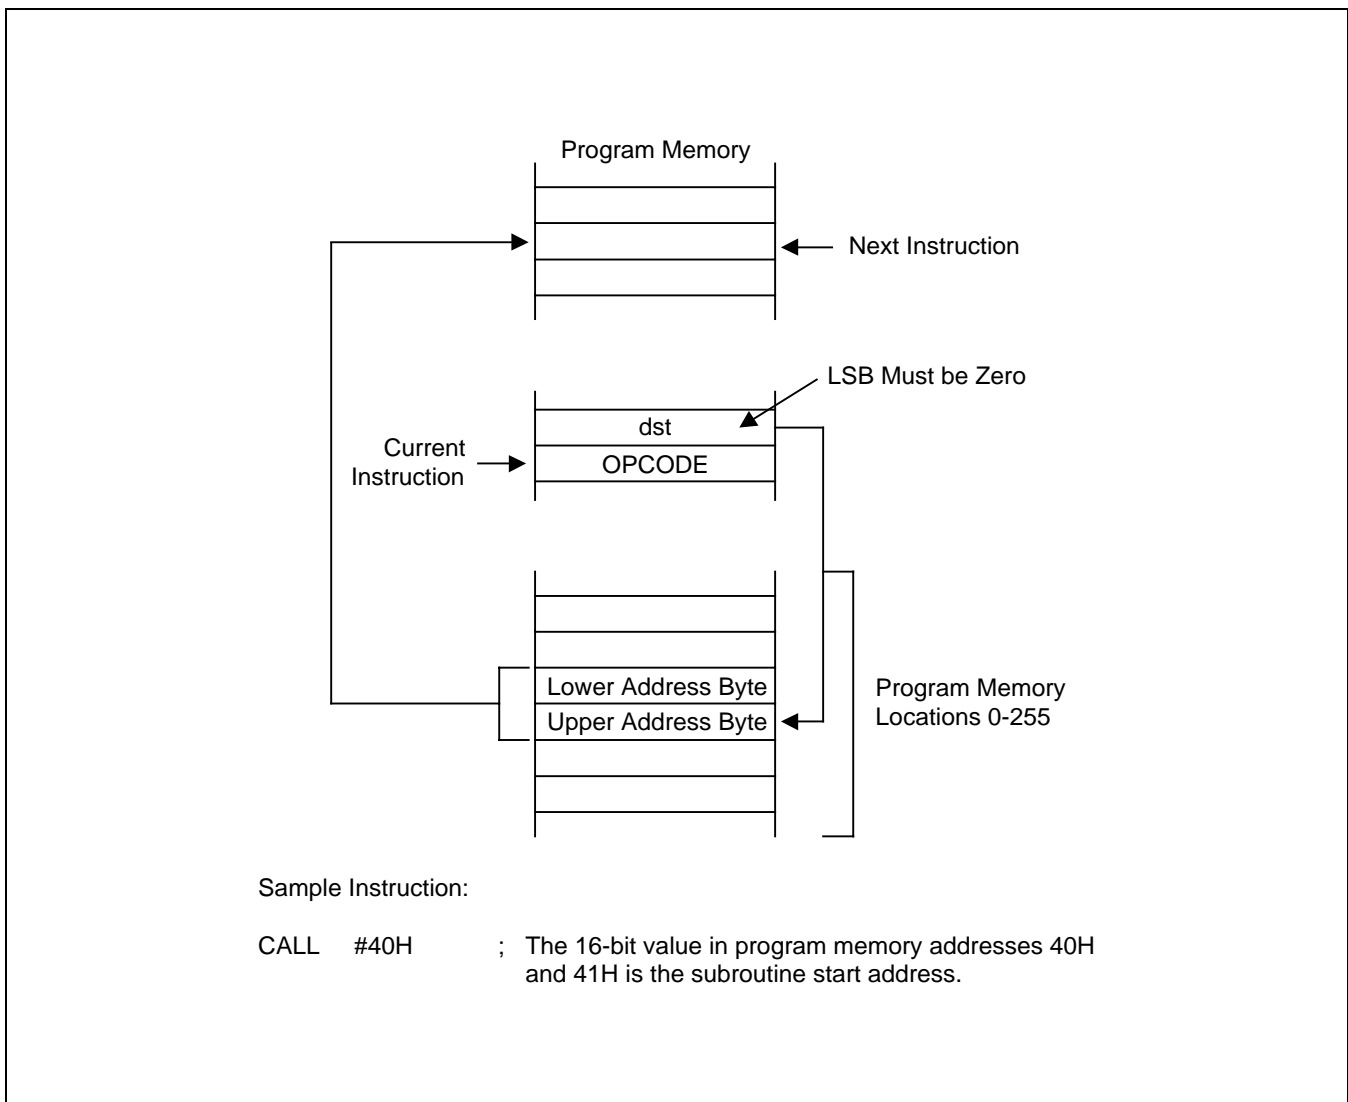 Program Memory
Next Instruction
LSB Must be Zero
dst
Current
Instruction
OPCODE
Lower Address Byte
Upper Address Byte
Program Memory
Locations 0-255
Sample Instruction:
CALL #40H ; The 16-bit value in program memory addresses 40H
and 41H is the subroutine start address.